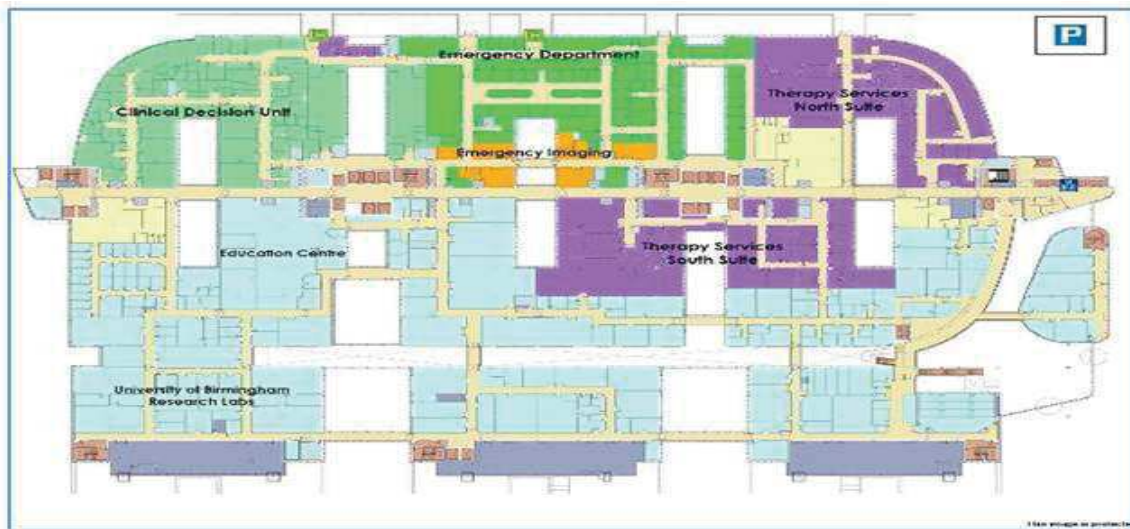 P
Emergency Department
Clinical Decision Unit
Therapy Services
North Suite
Emergency Imaging
Education Centre
Therapy Services
South Suite
University of Birmingham
Research Labs